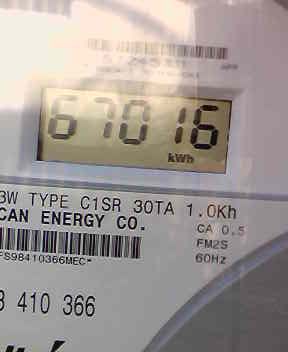 67016
kWh
3W TYPE C1SR 30TA 1.0Kh
CAN ENERGY CO.
CA 0.5
FM2S
60Hz
FS98410366MEC*
8 410 366